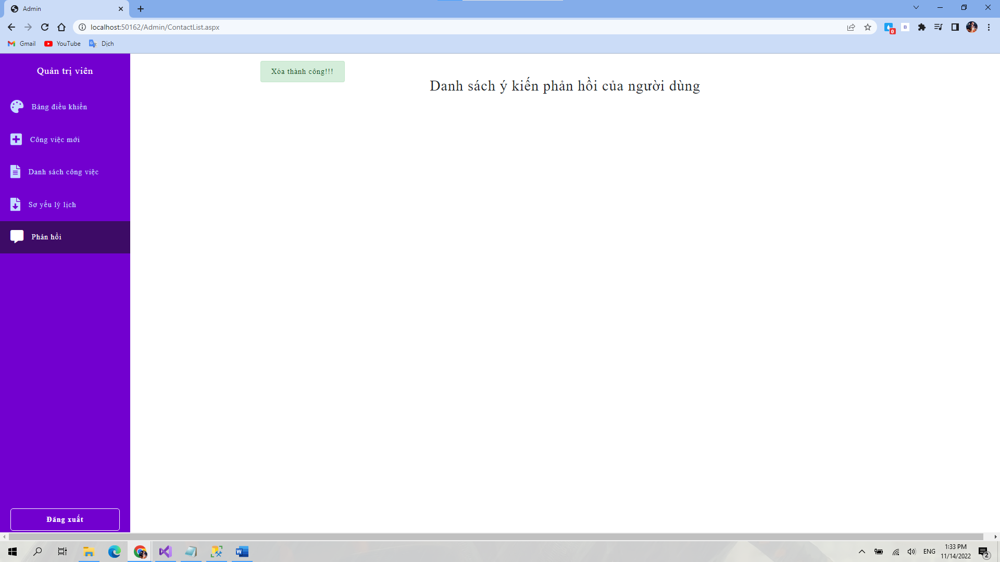 Admin
localhost:50162/Admin/ContactList.aspx
0
B
Gmail
YouTube
Dịch
Quản trị viên
Bảng điều khiển
Công việc mới
Danh sách công việc
Sơ yếu lý lịch
Phản hồi
Đăng xuất
Xóa thành công!!!
Danh sách ý kiến phản hồi của người dùng
ENG
1:33 PM
11/14/2022
2